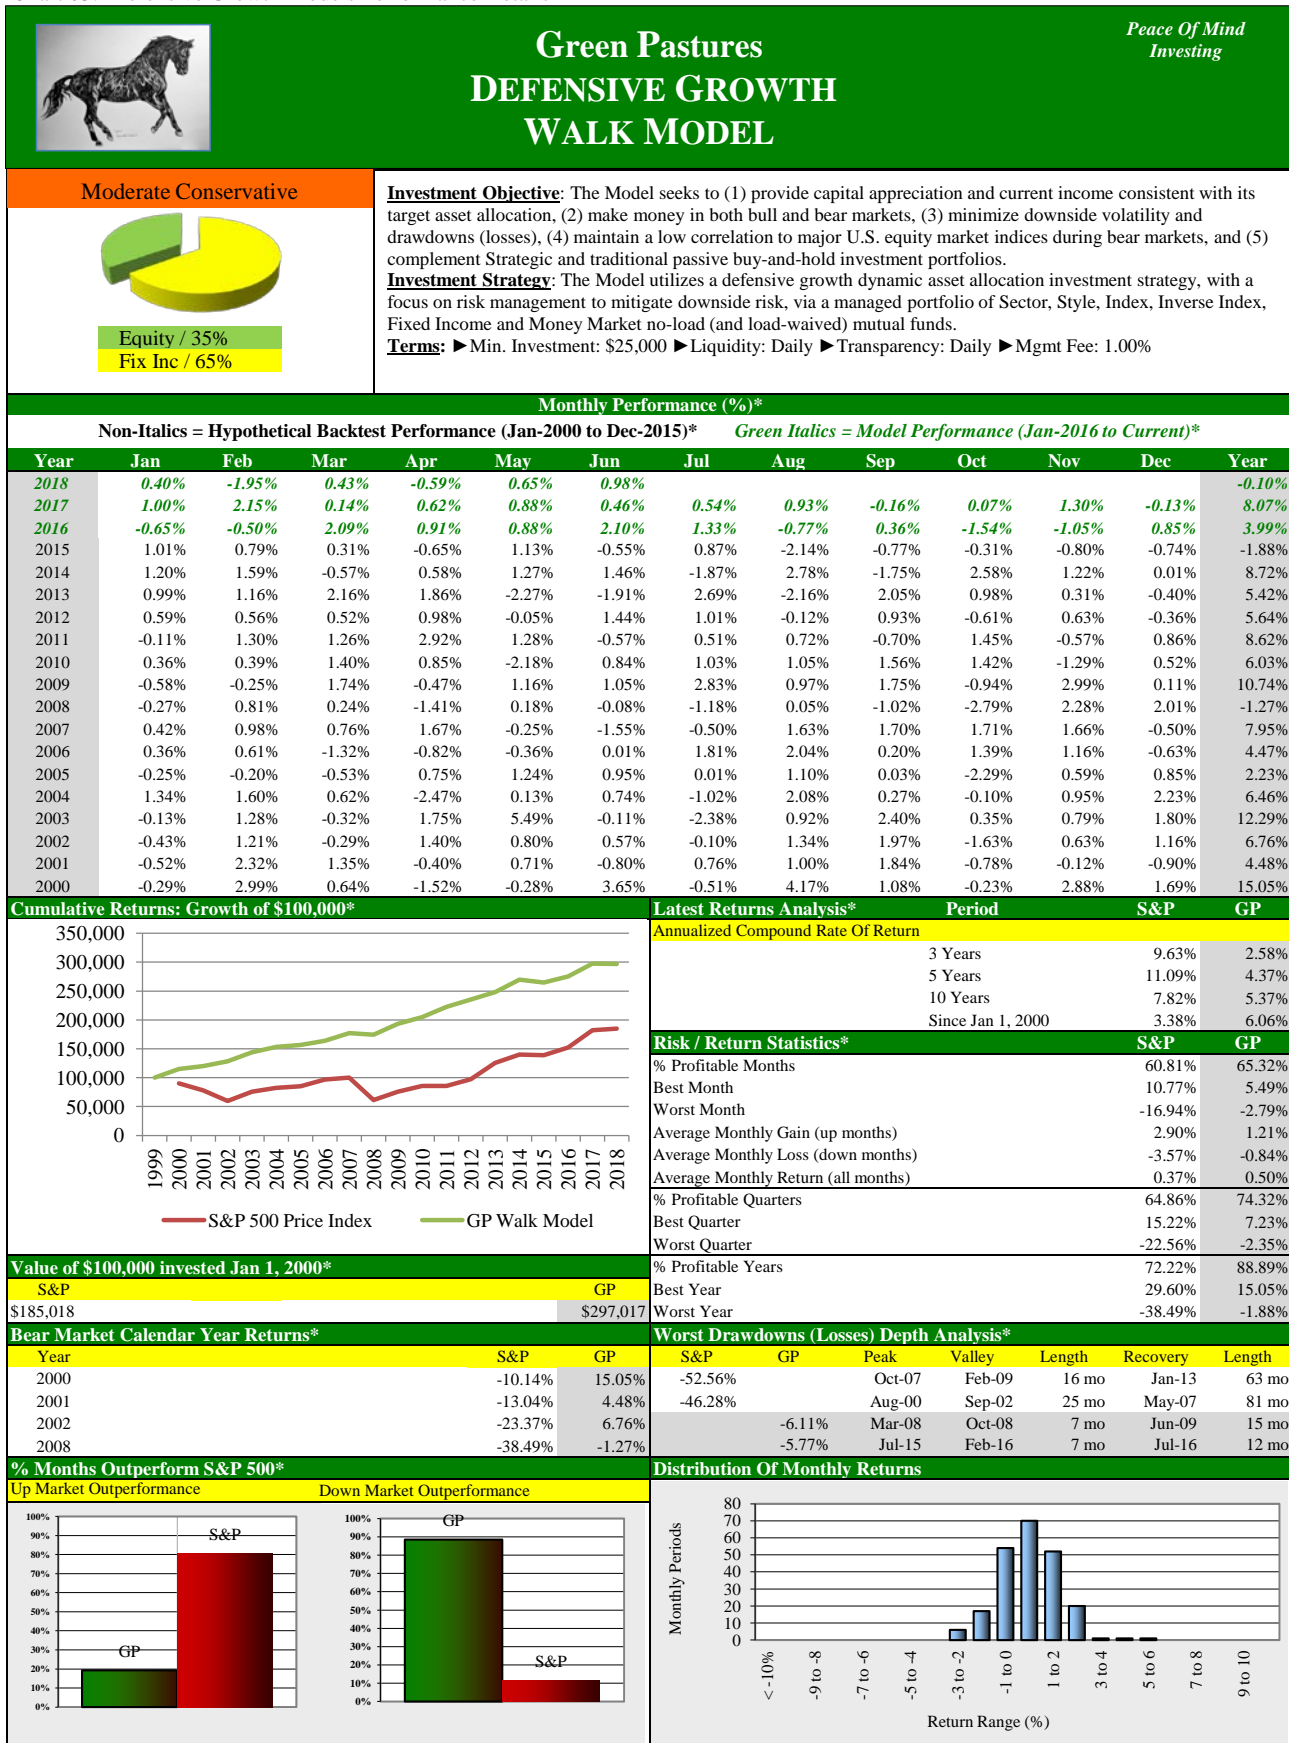 Green Pastures
DEFENSIVE GROWTH
WALK MODEL
Peace Of Mind
Investing
Moderate Conservative
Equity / 35%
Fix Inc / 65%
Investment Objective: The Model seeks to (1) provide capital appreciation and current income consistent with its
target asset allocation, (2) make money in both bull and bear markets, (3) minimize downside volatility and
drawdowns (losses), (4) maintain a low correlation to major U.S. equity market indices during bear markets, and (5)
complement Strategic and traditional passive buy-and-hold investment portfolios.
Investment Strategy: The Model utilizes a defensive growth dynamic asset allocation investment strategy, with a
focus on risk management to mitigate downside risk, via a managed portfolio of Sector, Style, Index, Inverse Index,
Fixed Income and Money Market no-load (and load-waived) mutual funds.
Terms: ►Min. Investment: $25,000 ►Liquidity: Daily ►Transparency: Daily ►Mgmt Fee: 1.00%
Monthly Performance (%)*
Non-Italics = Hypothetical Backtest Performance (Jan-2000 to Dec-2015)* Green Italics = Model Performance (Jan-2016 to Current)*
Year Jan Feb Mar Apr May Jun Jul Aug Sep Oct Nov Dec Year
2018 0.40% -1.95% 0.43% -0.59% 0.65% 0.98% -0.10%
2017 1.00% 2.15% 0.14% 0.62% 0.88% 0.46% 0.54% 0.93% -0.16% 0.07% 1.30% -0.13% 8.07%
2016 -0.65% -0.50% 2.09% 0.91% 0.88% 2.10% 1.33% -0.77% 0.36% -1.54% -1.05% 0.85% 3.99%
2015 1.01% 0.79% 0.31% -0.65% 1.13% -0.55% 0.87% -2.14% -0.77% -0.31% -0.80% -0.74% -1.88%
2014 1.20% 1.59% -0.57% 0.58% 1.27% 1.46% -1.87% 2.78% -1.75% 2.58% 1.22% 0.01% 8.72%
2013 0.99% 1.16% 2.16% 1.86% -2.27% -1.91% 2.69% -2.16% 2.05% 0.98% 0.31% -0.40% 5.42%
2012 0.59% 0.56% 0.52% 0.98% -0.05% 1.44% 1.01% -0.12% 0.93% -0.61% 0.63% -0.36% 5.64%
2011 -0.11% 1.30% 1.26% 2.92% 1.28% -0.57% 0.51% 0.72% -0.70% 1.45% -0.57% 0.86% 8.62%
2010 0.36% 0.39% 1.40% 0.85% -2.18% 0.84% 1.03% 1.05% 1.56% 1.42% -1.29% 0.52% 6.03%
2009 -0.58% -0.25% 1.74% -0.47% 1.16% 1.05% 2.83% 0.97% 1.75% -0.94% 2.99% 0.11% 10.74%
2008 -0.27% 0.81% 0.24% -1.41% 0.18% -0.08% -1.18% 0.05% -1.02% -2.79% 2.28% 2.01% -1.27%
2007 0.42% 0.98% 0.76% 1.67% -0.25% -1.55% -0.50% 1.63% 1.70% 1.71% 1.66% -0.50% 7.95%
2006 0.36% 0.61% -1.32% -0.82% -0.36% 0.01% 1.81% 2.04% 0.20% 1.39% 1.16% -0.63% 4.47%
2005 -0.25% -0.20% -0.53% 0.75% 1.24% 0.95% 0.01% 1.10% 0.03% -2.29% 0.59% 0.85% 2.23%
2004 1.34% 1.60% 0.62% -2.47% 0.13% 0.74% -1.02% 2.08% 0.27% -0.10% 0.95% 2.23% 6.46%
2003 -0.13% 1.28% -0.32% 1.75% 5.49% -0.11% -2.38% 0.92% 2.40% 0.35% 0.79% 1.80% 12.29%
2002 -0.43% 1.21% -0.29% 1.40% 0.80% 0.57% -0.10% 1.34% 1.97% -1.63% 0.63% 1.16% 6.76%
2001 -0.52% 2.32% 1.35% -0.40% 0.71% -0.80% 0.76% 1.00% 1.84% -0.78% -0.12% -0.90% 4.48%
2000 -0.29% 2.99% 0.64% -1.52% -0.28% 3.65% -0.51% 4.17% 1.08% -0.23% 2.88% 1.69% 15.05%
Cumulative Returns: Growth of $100,000*
350,000
300,000
250,000
200,000
150,000
100,000
50,000
0
1999 2000 2001 2002 2003 2004 2005 2006 2007 2008 2009 2010 2011 2012 2013 2014 2015 2016 2017 2018
S&P 500 Price Index GP Walk Model
Latest Returns Analysis* Period S&P GP
Annualized Compound Rate Of Return
3 Years 9.63% 2.58%
5 Years 11.09% 4.37%
10 Years 7.82% 5.37%
Since Jan 1, 2000 3.38% 6.06%
Risk / Return Statistics* S&P GP
% Profitable Months 60.81% 65.32%
Best Month 10.77% 5.49%
Worst Month -16.94% -2.79%
Average Monthly Gain (up months) 2.90% 1.21%
Average Monthly Loss (down months) -3.57% -0.84%
Average Monthly Return (all months) 0.37% 0.50%
% Profitable Quarters 64.86% 74.32%
Best Quarter 15.22% 7.23%
Worst Quarter -22.56% -2.35%
% Profitable Years 72.22% 88.89%
Best Year 29.60% 15.05%
Worst Year -38.49% -1.88%
Value of $100,000 invested Jan 1, 2000*
S&P GP
$185,018 $297,017
Bear Market Calendar Year Returns*
Year S&P GP
2000 -10.14% 15.05%
2001 -13.04% 4.48%
2002 -23.37% 6.76%
2008 -38.49% -1.27%
Worst Drawdowns (Losses) Depth Analysis*
S&P GP Peak Valley Length Recovery Length
-52.56% Oct-07 Feb-09 16 mo Jan-13 63 mo
-46.28% Aug-00 Sep-02 25 mo May-07 81 mo
-6.11% Mar-08 Oct-08 7 mo Jun-09 15 mo
-5.77% Jul-15 Feb-16 7 mo Jul-16 12 mo
% Months Outperform S&P 500*
Up Market Outperformance
100%
90%
80%
70%
60%
50%
40%
30%
20%
10%
0%
GP
S&P
Down Market Outperformance
100%
90%
80%
70%
60%
50%
40%
30%
20%
10%
0%
GP
S&P
Distribution Of Monthly Returns
Monthly Periods
80
70
60
50
40
30
20
10
0
< -10% -9 to -8 -7 to -6 -5 to -4 -3 to -2 -1 to 0 1 to 2 3 to 4 5 to 6 7 to 8 9 to 10
Return Range (%)